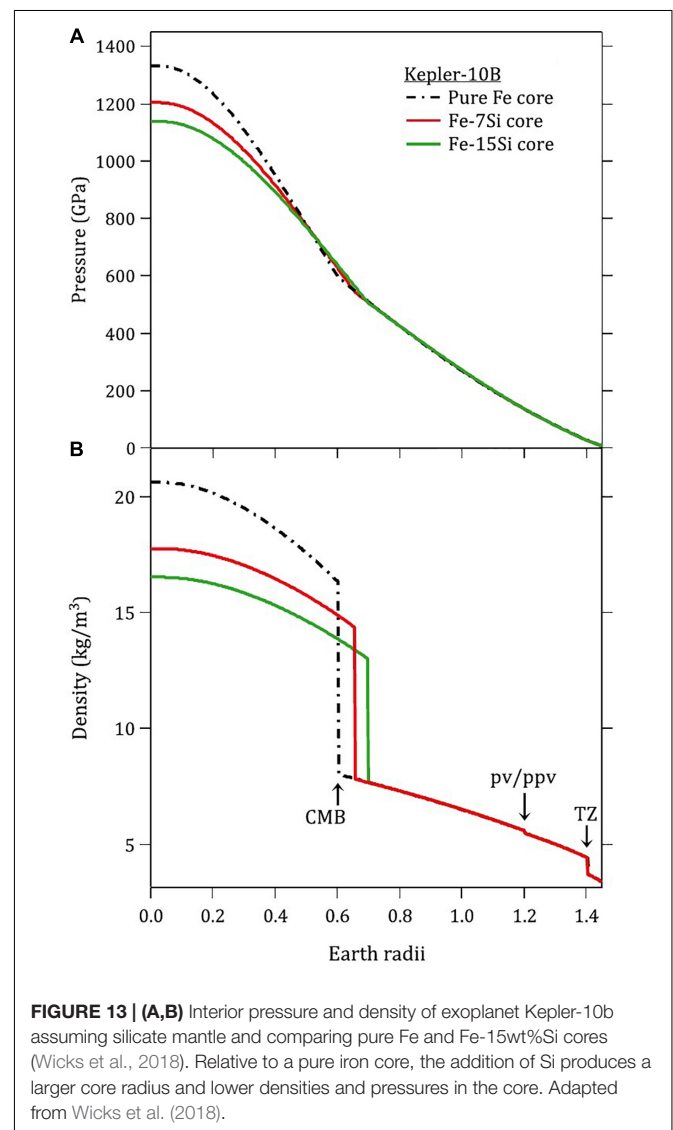 A
1400
1200
1000
800
600
400
200
0
Pressure (GPa)
Kepler-10B
Pure Fe core
Fe-7Si core
Fe-15Si core
B
20
15
10
5
Density (kg/m³)
CMB
pv/ppv
TZ
0.0 0.2 0.4 0.6 0.8 1.0 1.2 1.4
Earth radii
FIGURE 13 | (A,B) Interior pressure and density of exoplanet Kepler-10b
assuming silicate mantle and comparing pure Fe and Fe-15wt%Si cores
(Wicks et al., 2018). Relative to a pure iron core, the addition of Si produces a
larger core radius and lower densities and pressures in the core. Adapted
from Wicks et al. (2018).